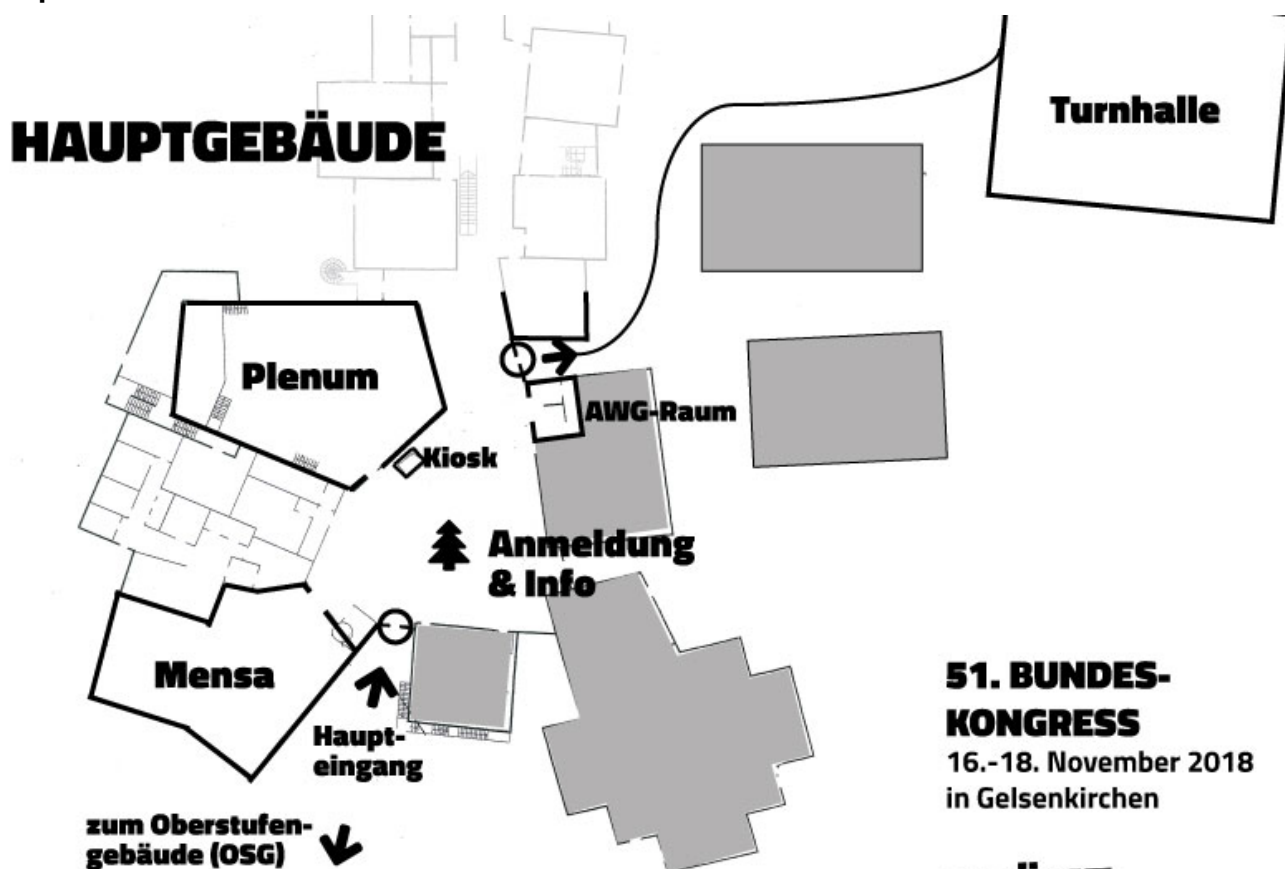 HAUPTGEBÄUDE
Turnhalle
Plenum
AWG-Raum
Kiosk
Anmeldung
& Info
Mensa
Haupt-
eingang
zum Oberstufen-
gebäude (OSG)
51. BUNDES-
KONGRESS
16.-18. November 2018
in Gelsenkirchen